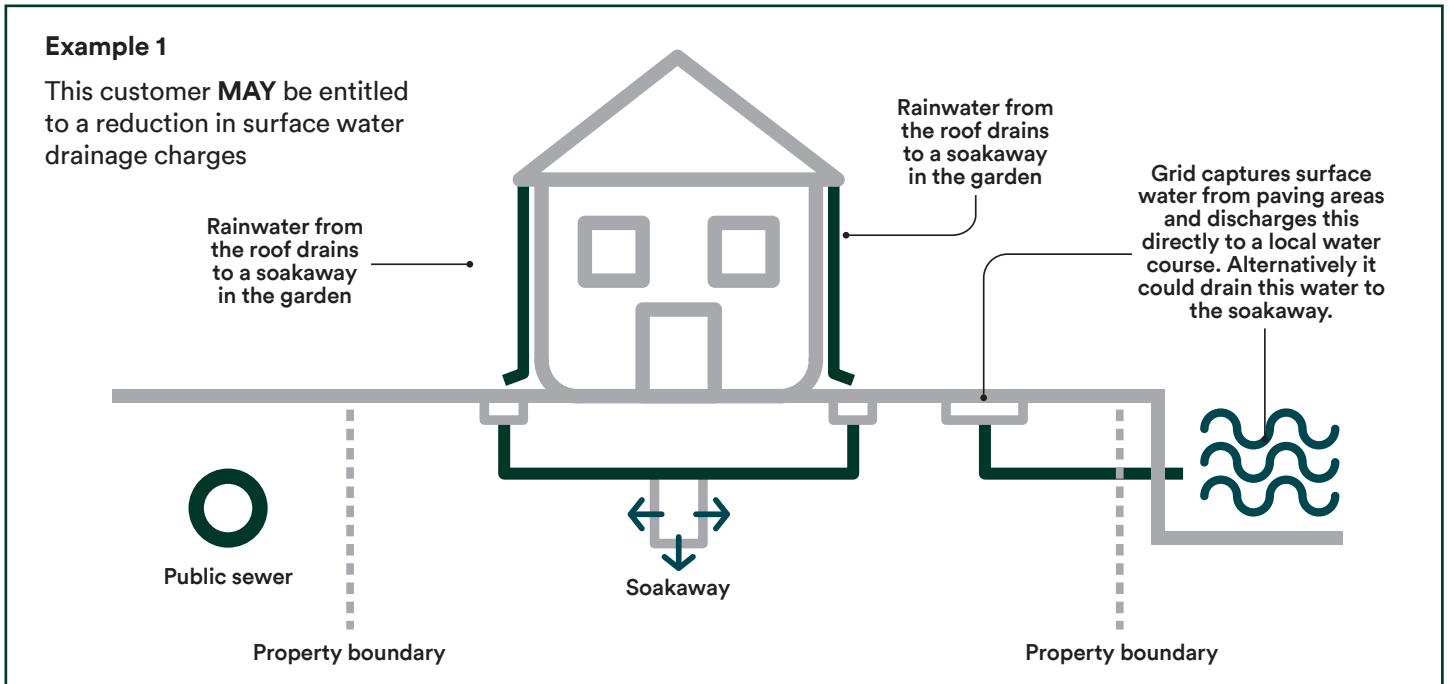 Example 1
This customer MAY be entitled
to a reduction in surface water
drainage charges
Rainwater from
the roof drains
to a soakaway
in the garden
Rainwater from
the roof drains
to a soakaway
in the garden
Grid captures surface
water from paving areas
and discharges this
directly to a local water
course. Alternatively it
could drain this water to
the soakaway.
Public sewer
Soakaway
Property boundary
Property boundary